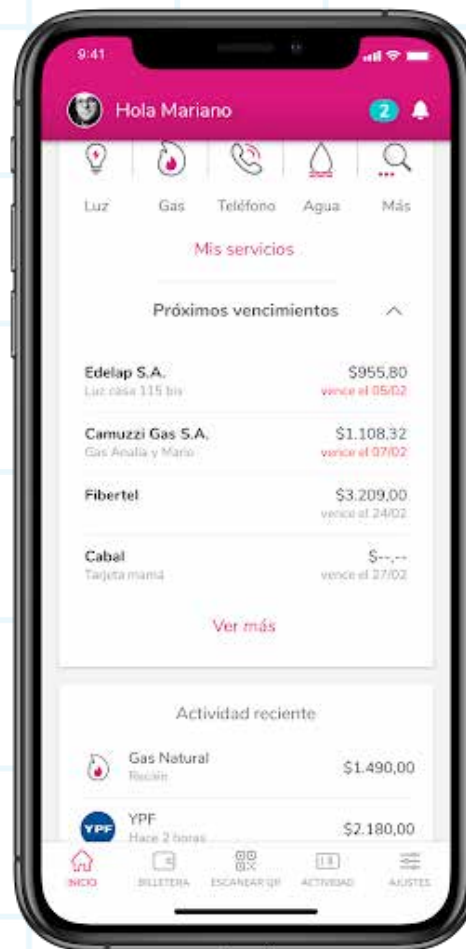 9:41
Hola Mariano
2
Luz Gas Teléfono Agua Más
Mis servicios
Próximos vencimientos
Edelap S.A. $955,80
Luz casa 115 bis vence el 05/02
Camuzzi Gas S.A. $1.108,32
Gas Analia y Mario vence el 07/02
Fibertel $3.209,00
vence el 24/02
Cabal $--,--
Tarjeta mamá vence el 27/02
Ver más
Actividad reciente
Gas Natural $1.490,00
Recién
YPF YPF $2.180,00
Hace 2 horas
INICIO BILLETERA ESCANEAR QR ACTIVIDAD AJUSTES